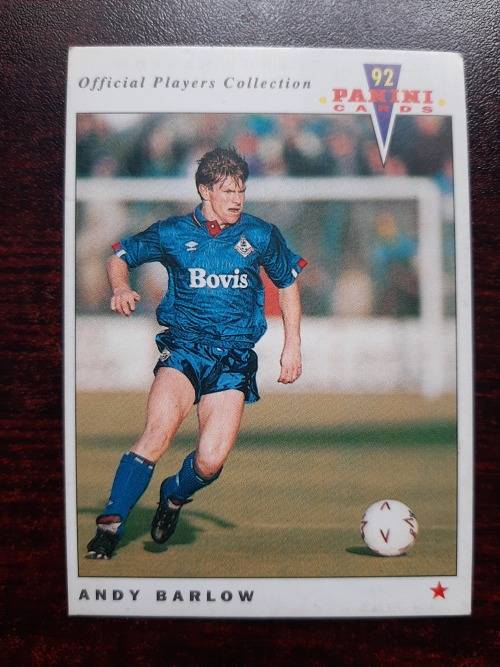 Official Players Collection
92
PANINI
CARDS
Bovis
ANDY BARLOW